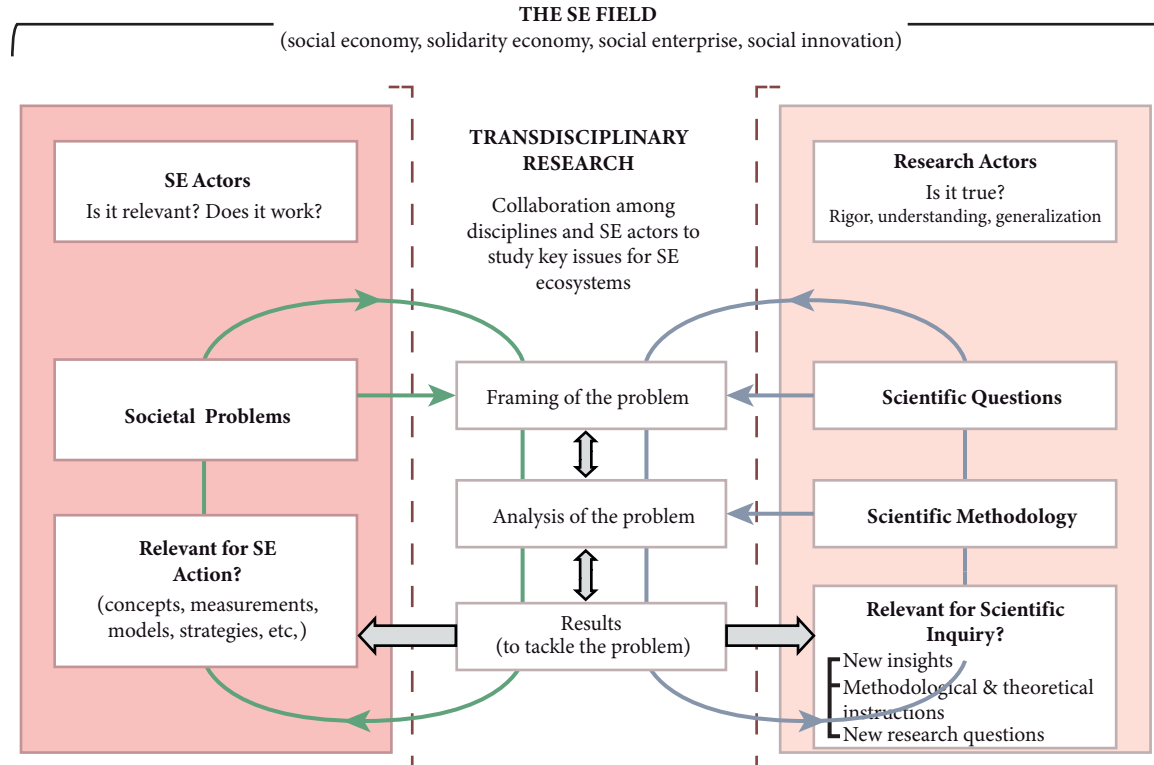 THE SE FIELD
(social economy, solidarity economy, social enterprise, social innovation)
SE Actors
Is it relevant? Does it work?
Societal Problems
Relevant for SE
Action?
(concepts, measurements,
models, strategies, etc,)
TRANSDISCIPLINARY
RESEARCH
Collaboration among
disciplines and SE actors to
study key issues for SE
ecosystems
Framing of the problem
Analysis of the problem
Results
(to tackle the problem)
Research Actors
Is it true?
Rigor, understanding, generalization
Scientific Questions
Scientific Methodology
Relevant for Scientific
Inquiry?
New insights
Methodological & theoretical
instructions
New research questions